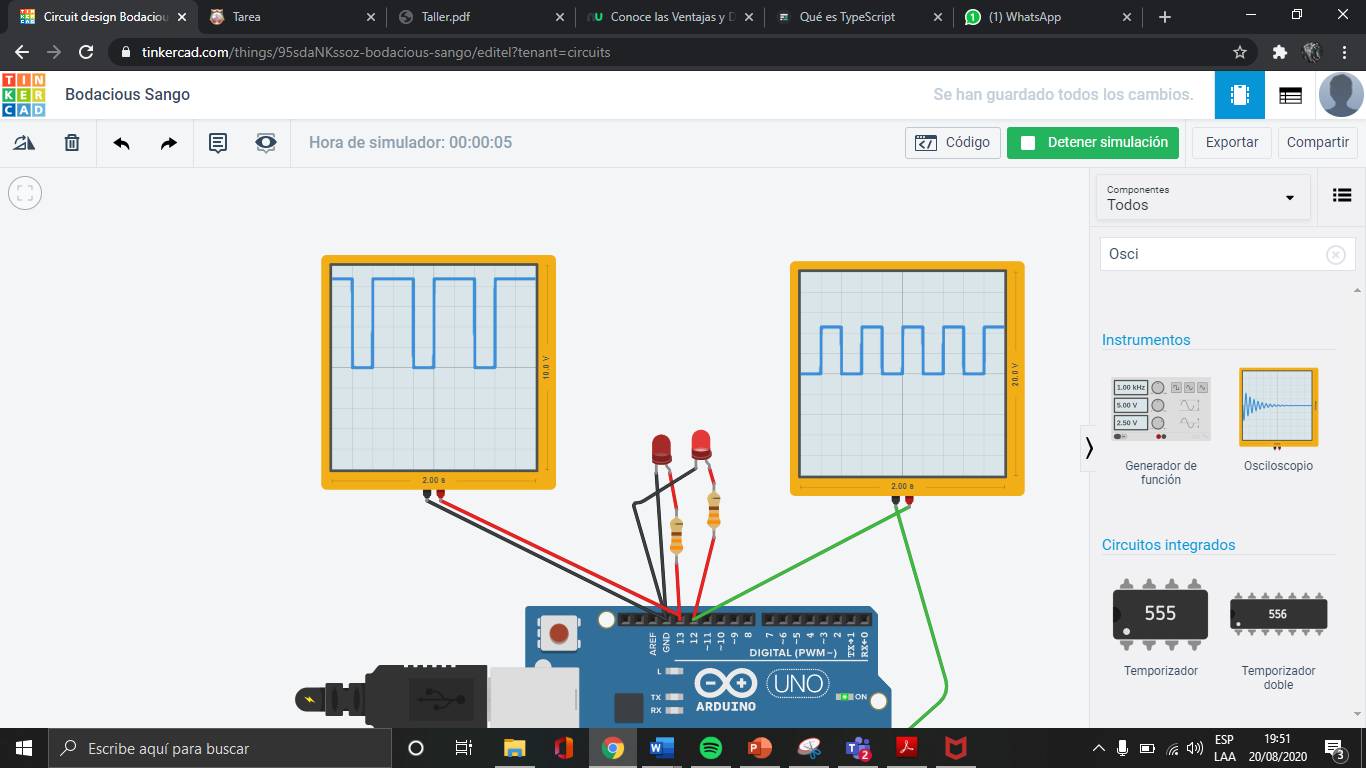 Circuit design Bodaciou
Tarea
Taller.pdf
Conoce las Ventajas y D
Qué es TypeScript
(1) WhatsApp
tinkercad.com/things/95sdaNKssoz-bodacious-sango/editel?tenant=circuits
TIN
KER
CAD
Bodacious Sango
Se han guardado todos los cambios.
Hora de simulador: 00:00:05
Código
Detener simulación
Exportar
Compartir
Componentes
Todos
Osci
10.0 V
2.00 s
20.0 V
2.00 s
Instrumentos
1.00 kHz
5.00 V
2.50 V
Generador de
función
Osciloscopio
Circuitos integrados
555
556
Temporizador
Temporizador
doble
AREF
GND
13
12
~11
~10
~9
8
7
~6
~5
4
~3
2
TX→1
RX←0
DIGITAL (PWM~)
L
TX
RX
ARDUINO
UNO
ON
Escribe aquí para buscar
2
ESP
LAA
19:51
20/08/2020
3